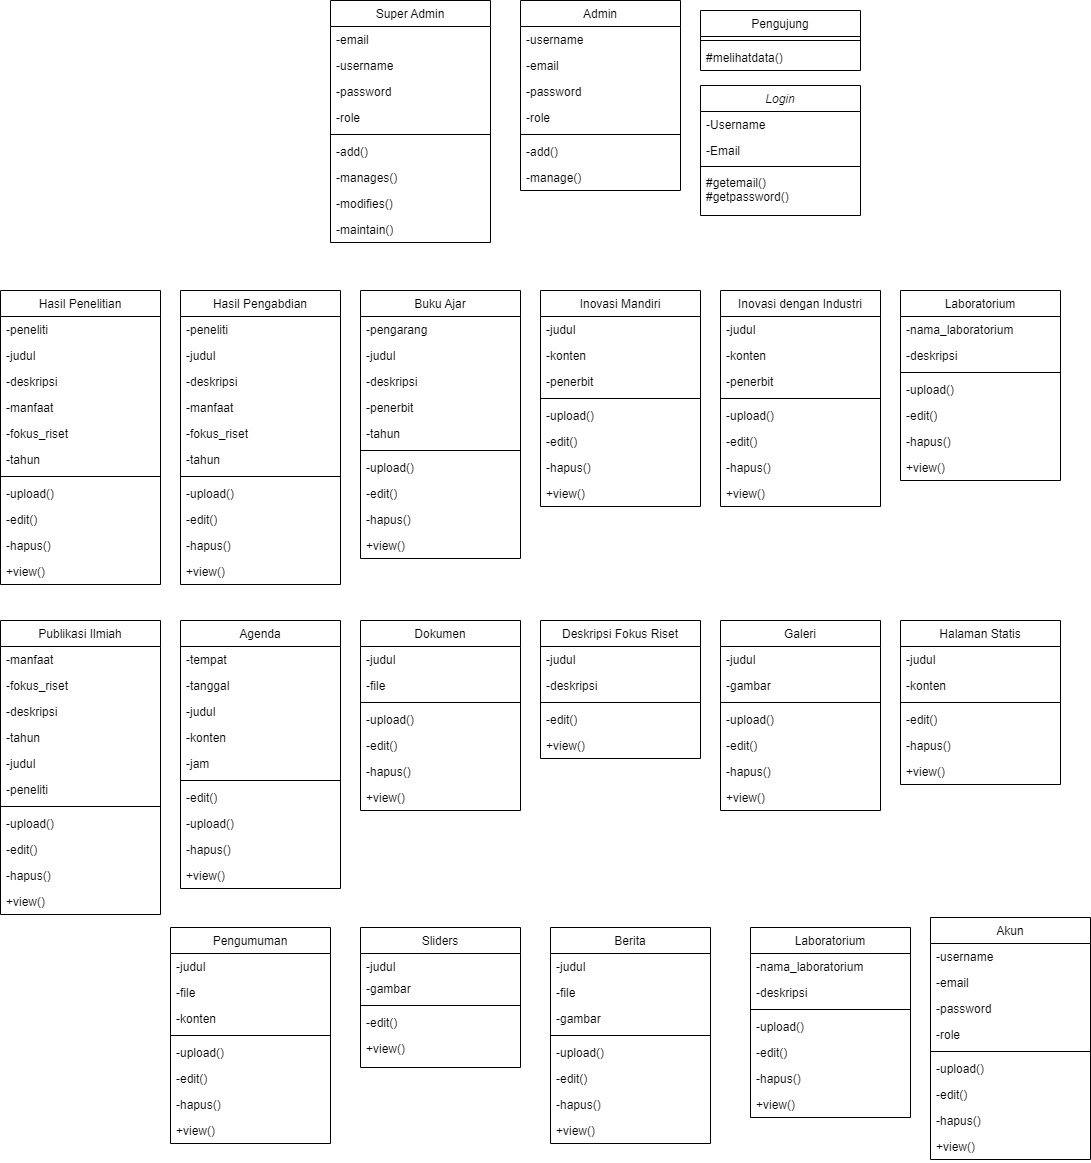 Super Admin
-email
-username
-password
-role
-add()
-manages()
-modifies()
-maintain()
Admin
-username
-email
-password
-role
-add()
-manage()
Pengujung
#melihatdata()
Login
-Username
-Email
#getemail()
#getpassword()
Hasil Penelitian
-peneliti
-judul
-deskripsi
-manfaat
-fokus_riset
-tahun
-upload()
-edit()
-hapus()
+view()
Hasil Pengabdian
-peneliti
-judul
-deskripsi
-manfaat
-fokus_riset
-tahun
-upload()
-edit()
-hapus()
+view()
Buku Ajar
-pengarang
-judul
-deskripsi
-penerbit
-tahun
-upload()
-edit()
-hapus()
+view()
Inovasi Mandiri
-judul
-konten
-penerbit
-upload()
-edit()
-hapus()
+view()
Inovasi dengan Industri
-judul
-konten
-penerbit
-upload()
-edit()
-hapus()
+view()
Laboratorium
-nama_laboratorium
-deskripsi
-upload()
-edit()
-hapus()
+view()
Publikasi Ilmiah
-manfaat
-fokus_riset
-deskripsi
-tahun
-judul
-peneliti
-upload()
-edit()
-hapus()
+view()
Agenda
-tempat
-tanggal
-judul
-konten
-jam
-edit()
-upload()
-hapus()
+view()
Dokumen
-judul
-file
-upload()
-edit()
-hapus()
+view()
Deskripsi Fokus Riset
-judul
-deskripsi
-edit()
+view()
Galeri
-judul
-gambar
-upload()
-edit()
-hapus()
+view()
Halaman Statis
-judul
-konten
-edit()
-hapus()
+view()
Pengumuman
-judul
-file
-konten
-upload()
-edit()
-hapus()
+view()
Sliders
-judul
-gambar
-edit()
+view()
Berita
-judul
-file
-gambar
-upload()
-edit()
-hapus()
+view()
Laboratorium
-nama_laboratorium
-deskripsi
-upload()
-edit()
-hapus()
+view()
Akun
-username
-email
-password
-role
-upload()
-edit()
-hapus()
+view()